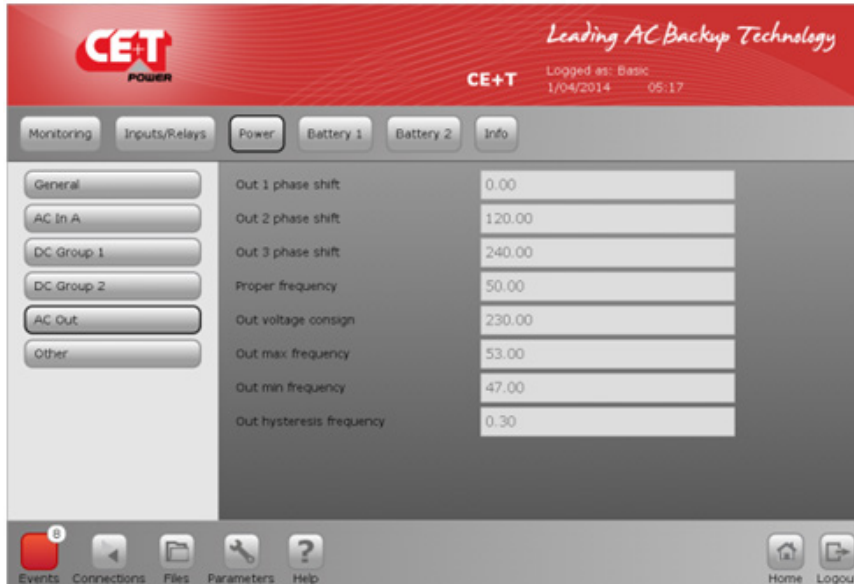 CE+T
POWER
Leading AC Backup Technology
CE+T
Logged as: Basic
1/04/2014 05:17
Monitoring Inputs/Relays Power Battery 1 Battery 2 Info
General
AC In A
DC Group 1
DC Group 2
AC Out
Other
Out 1 phase shift 0.00
Out 2 phase shift 120.00
Out 3 phase shift 240.00
Proper frequency 50.00
Out voltage consign 230.00
Out max frequency 53.00
Out min frequency 47.00
Out hysteresis frequency 0.30
8
?
Events Connections Files Parameters Help Home Logou